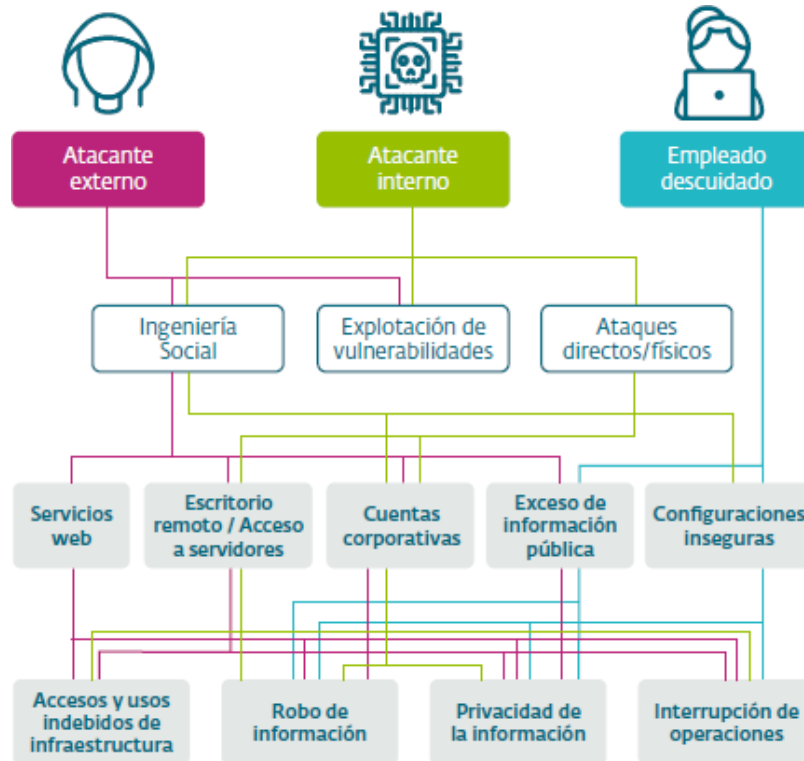 Atacante
externo
Atacante
interno
Empleado
descuidado
Ingeniería
Social
Explotación de
vulnerabilidades
Ataques
directos/físicos
Servicios
web
Escritorio
remoto / Acceso
a servidores
Cuentas
corporativas
Exceso de
información
pública
Configuraciones
inseguras
Accesos y usos
indebidos de
infraestructura
Robo de
información
Privacidad de
la información
Interrupción de
operaciones